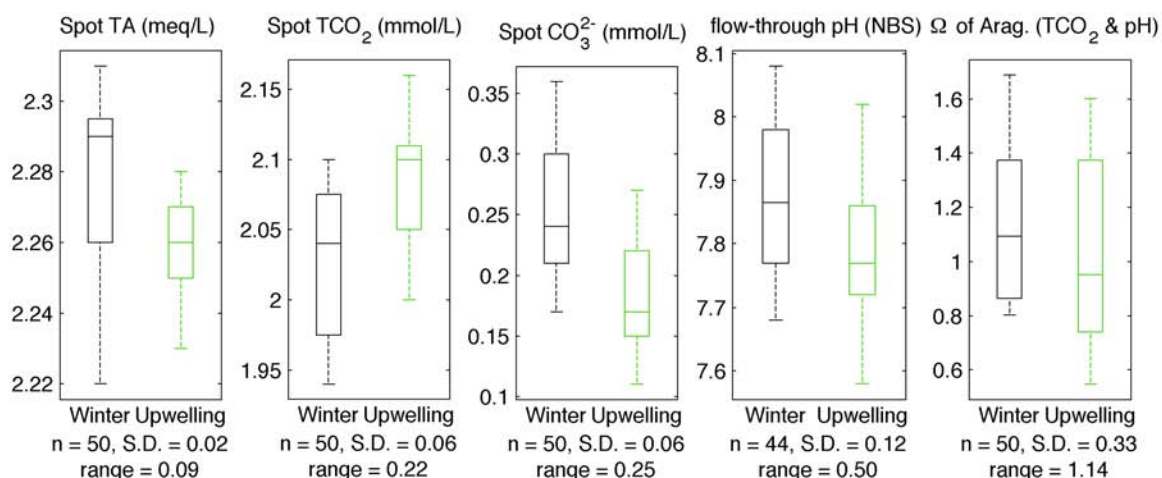 Spot TA (meq/L)
2.3
2.28
2.26
2.24
2.22
Winter Upwelling
n = 50, S.D. = 0.02
range = 0.09
Spot TCO₂ (mmol/L)
2.15
2.1
2.05
2
1.95
Winter Upwelling
n = 50, S.D. = 0.06
range = 0.22
Spot CO₃²⁻ (mmol/L)
0.35
0.3
0.25
0.2
0.15
0.1
Winter Upwelling
n = 50, S.D. = 0.06
range = 0.25
flow-through pH (NBS)
8.1
8
7.9
7.8
7.7
7.6
Winter Upwelling
n = 44, S.D. = 0.12
range = 0.50
Ω of Arag. (TCO₂ & pH)
1.6
1.4
1.2
1
0.8
0.6
Winter Upwelling
n = 50, S.D. = 0.33
range = 1.14